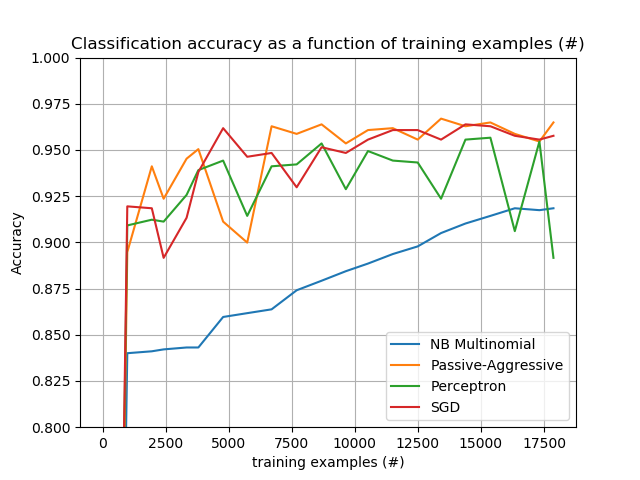 Classification accuracy as a function of training examples (#)
1.000
0.975
0.950
0.925
0.900
0.875
0.850
0.825
0.800
Accuracy
NB Multinomial
Passive-Aggressive
Perceptron
SGD
0 2500 5000 7500 10000 12500 15000 17500
training examples (#)